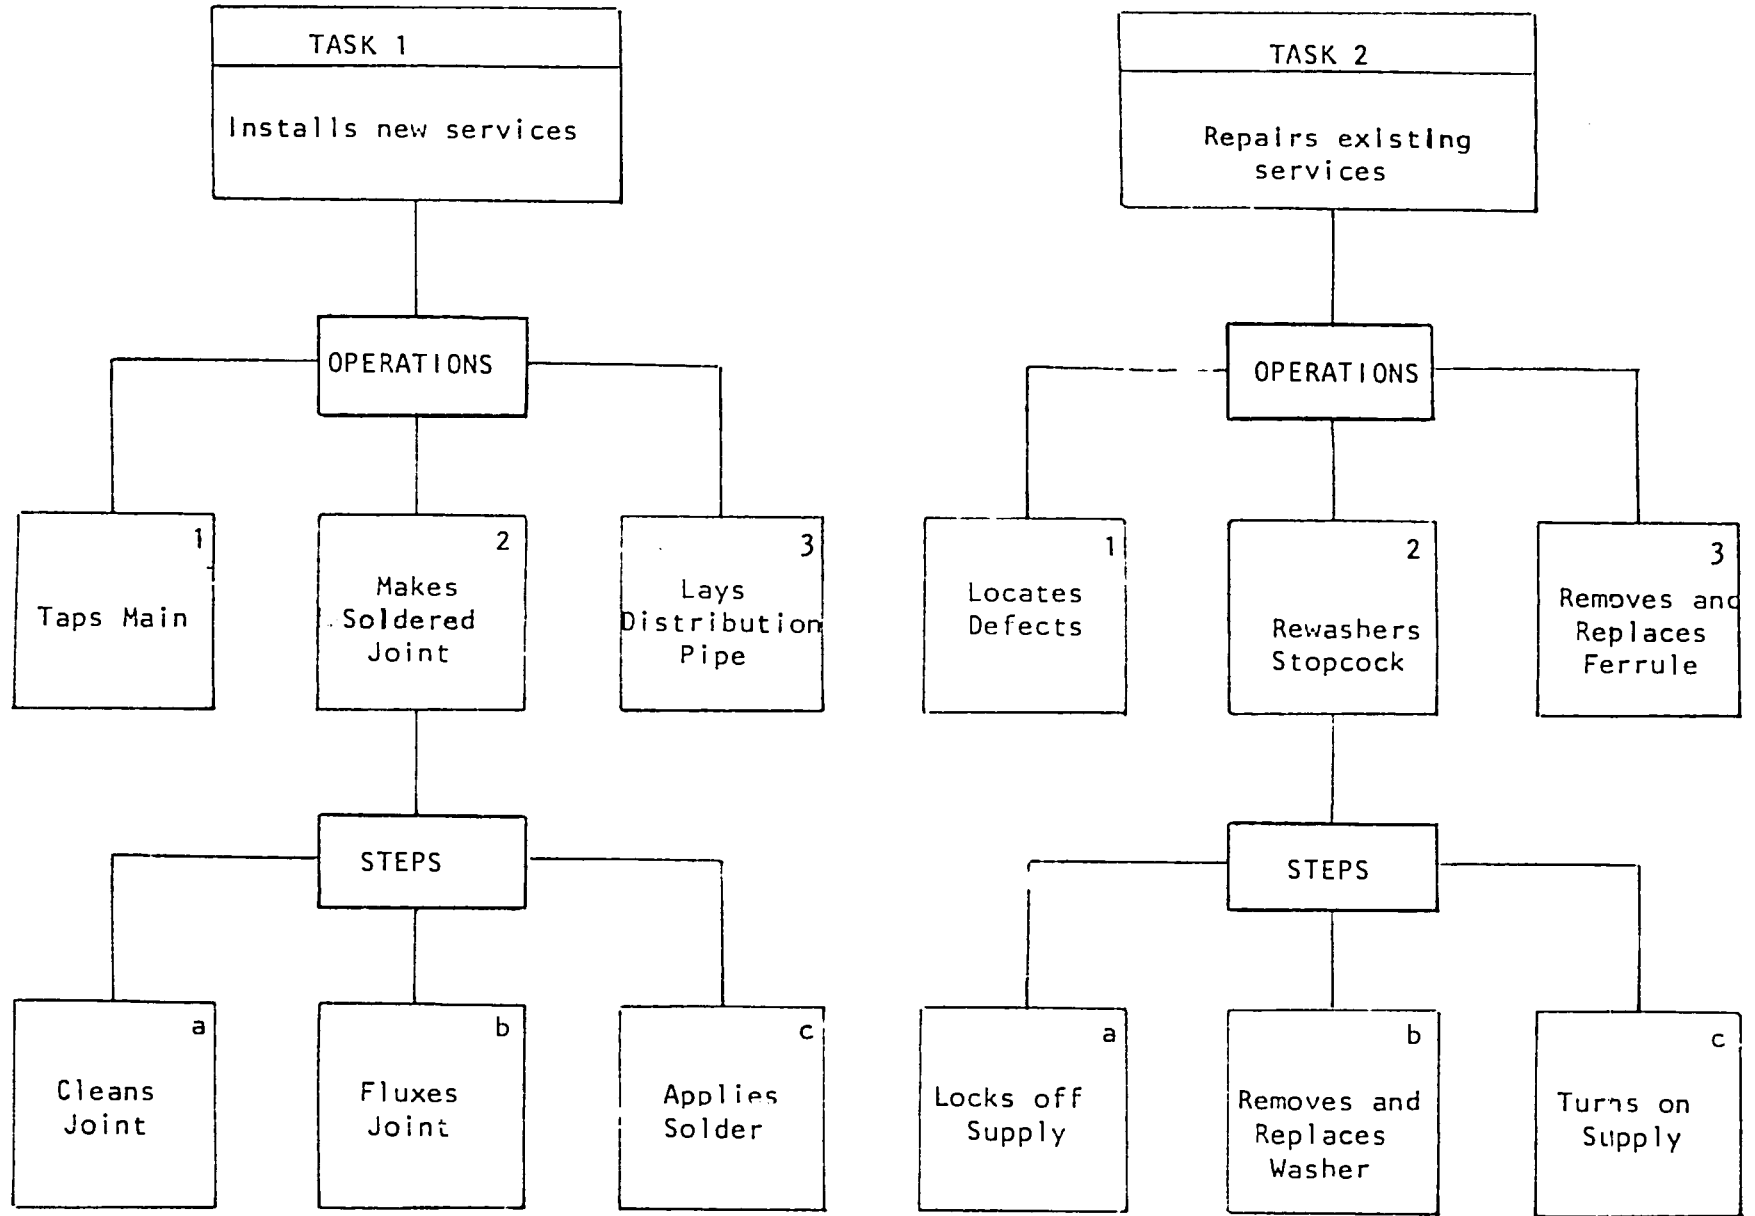 TASK 1
Installs new services
OPERATIONS
1
Taps Main
2
Makes
Soldered
Joint
3
Lays
Distribution
Pipe
STEPS
a
Cleans
Joint
b
Fluxes
Joint
c
Applies
Solder
TASK 2
Repairs existing
services
OPERATIONS
1
Locates
Defects
2
Rewashers
Stopcock
3
Removes and
Replaces
Ferrule
STEPS
a
Locks off
Supply
b
Removes and
Replaces
Washer
c
Turns on
Supply